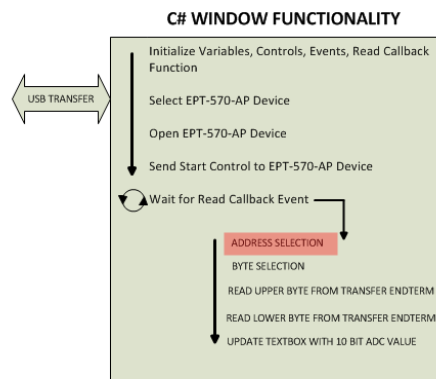 C# WINDOW FUNCTIONALITY
Initialize Variables, Controls, Events, Read Callback
Function
USB TRANSFER
Select EPT-570-AP Device
Open EPT-570-AP Device
Send Start Control to EPT-570-AP Device
Wait for Read Callback Event
ADDRESS SELECTION
BYTE SELECTION
READ UPPER BYTE FROM TRANSFER ENDTERM
READ LOWER BYTE FROM TRANSFER ENDTERM
UPDATE TEXTBOX WITH 10 BIT ADC VALUE